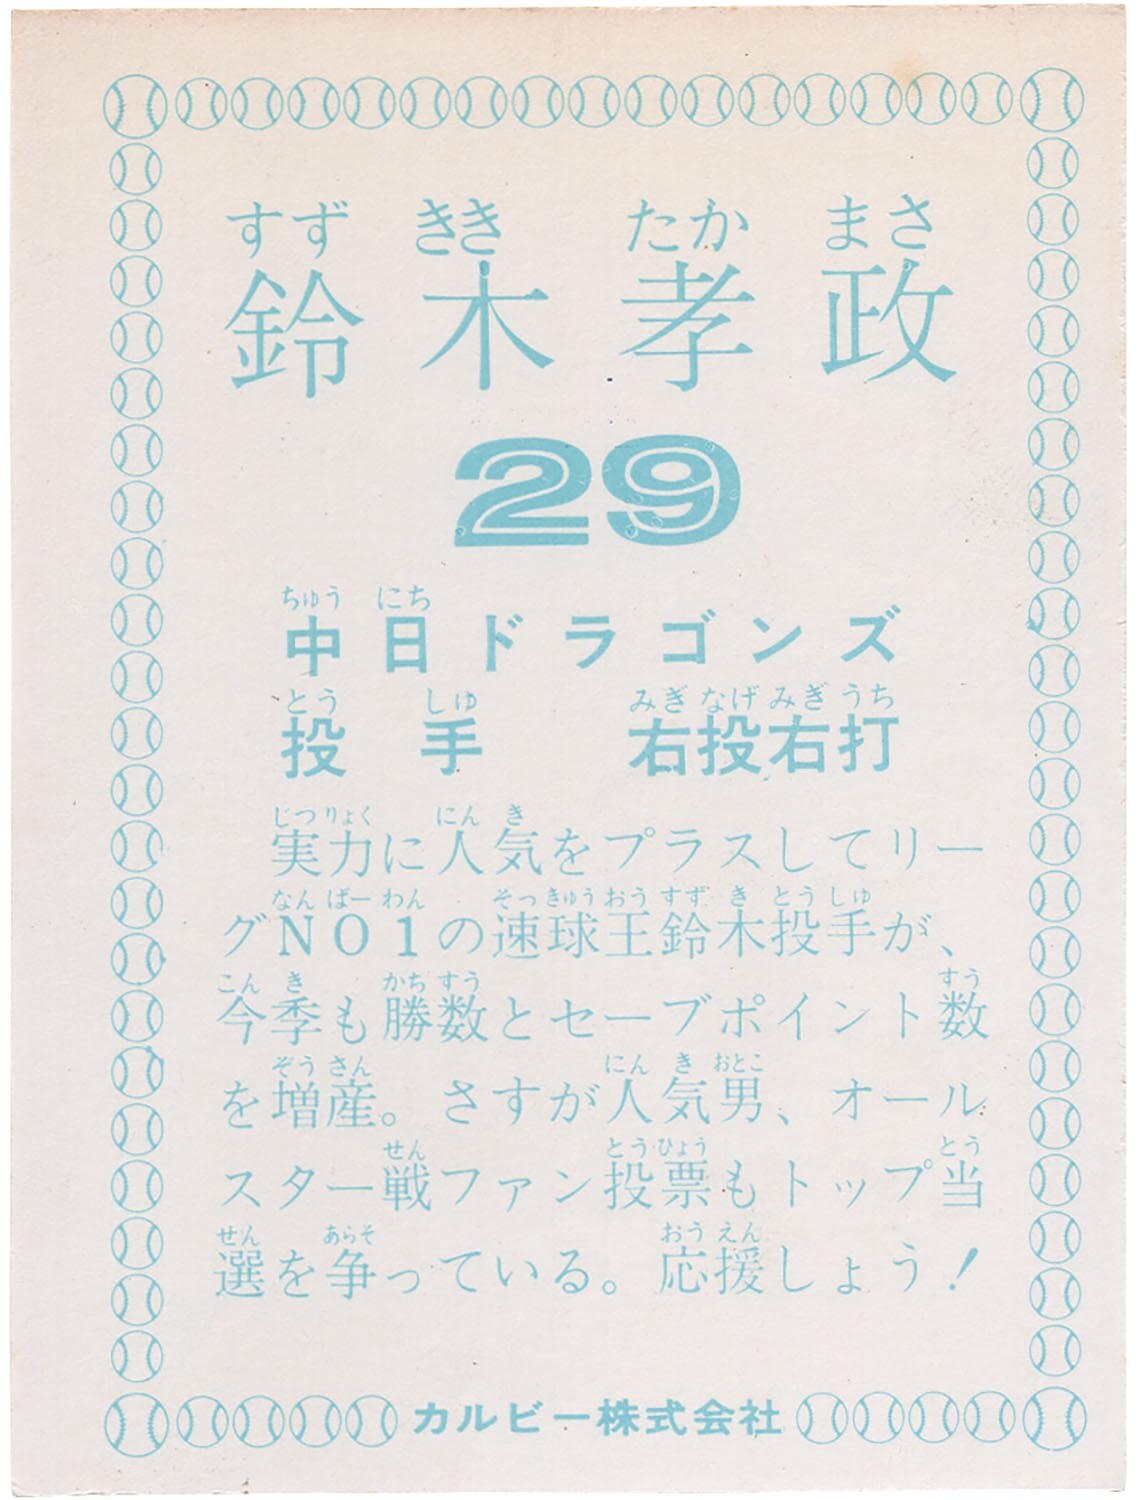 すず きき たか まさ
鈴木孝政
29
ちゅう にち
中日ドラゴンズ
とう しゅ みぎ なげ みぎ うち
投手 右投右打
じつ りょく にん き
実力に人気をプラスしてリー
なん ばー わん そっ きゅう おう すず き とう しゅ
グNO1の速球王鈴木投手が、
こん き かち すう すう
今季も勝数とセーブポイント数
ぞう さん にん き おとこ
を増産。さすが人気男、オール
せん とう ひょう とう
スター戦ファン投票もトップ当
せん あらそ おう えん
選を争っている。応援しょう！
カルビー株式会社